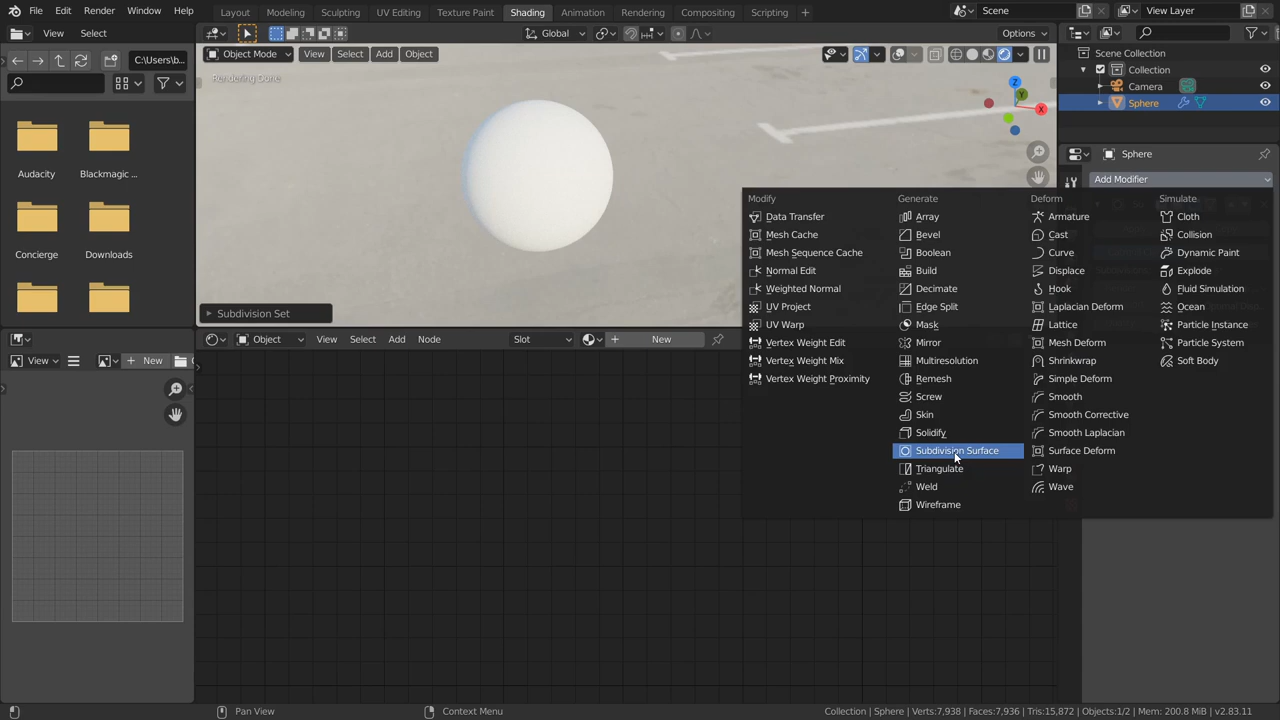 File Edit Render Window Help
Layout Modeling Sculpting UV Editing Texture Paint Shading Animation Rendering Compositing Scripting
Scene
View Layer
View Select
Global
Options
C:\Users\b...
Object Mode View Select Add Object
Rendering Done
Z
Y
X
Audacity
Blackmagic ...
Concierge
Downloads
Subdivision Set
Object View Select Add Node Slot New
View
New
Scene Collection
Collection
Camera
Sphere
Sphere
Add Modifier
Modify
Data Transfer
Mesh Cache
Mesh Sequence Cache
Normal Edit
Weighted Normal
UV Project
UV Warp
Vertex Weight Edit
Vertex Weight Mix
Vertex Weight Proximity
Generate
Array
Bevel
Boolean
Build
Decimate
Edge Split
Mask
Mirror
Multiresolution
Remesh
Screw
Skin
Solidify
Subdivision Surface
Triangulate
Weld
Wireframe
Deform
Armature
Cast
Curve
Displace
Hook
Laplacian Deform
Lattice
Mesh Deform
Shrinkwrap
Simple Deform
Smooth
Smooth Corrective
Smooth Laplacian
Surface Deform
Warp
Wave
Simulate
Cloth
Collision
Dynamic Paint
Explode
Fluid Simulation
Ocean
Particle Instance
Particle System
Soft Body
Pan View
Context Menu
Collection | Sphere | Verts:7,938 | Faces:7,936 | Tris:15,872 | Objects:1/2 | Mem: 200.8 MiB | v2.83.11